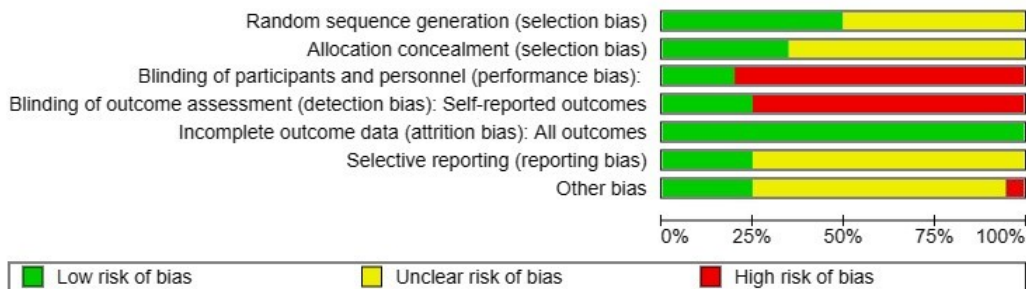 Random sequence generation (selection bias)
Allocation concealment (selection bias)
Blinding of participants and personnel (performance bias):
Blinding of outcome assessment (detection bias): Self-reported outcomes
Incomplete outcome data (attrition bias): All outcomes
Selective reporting (reporting bias)
Other bias
0% 25% 50% 75% 100%
Low risk of bias Unclear risk of bias High risk of bias